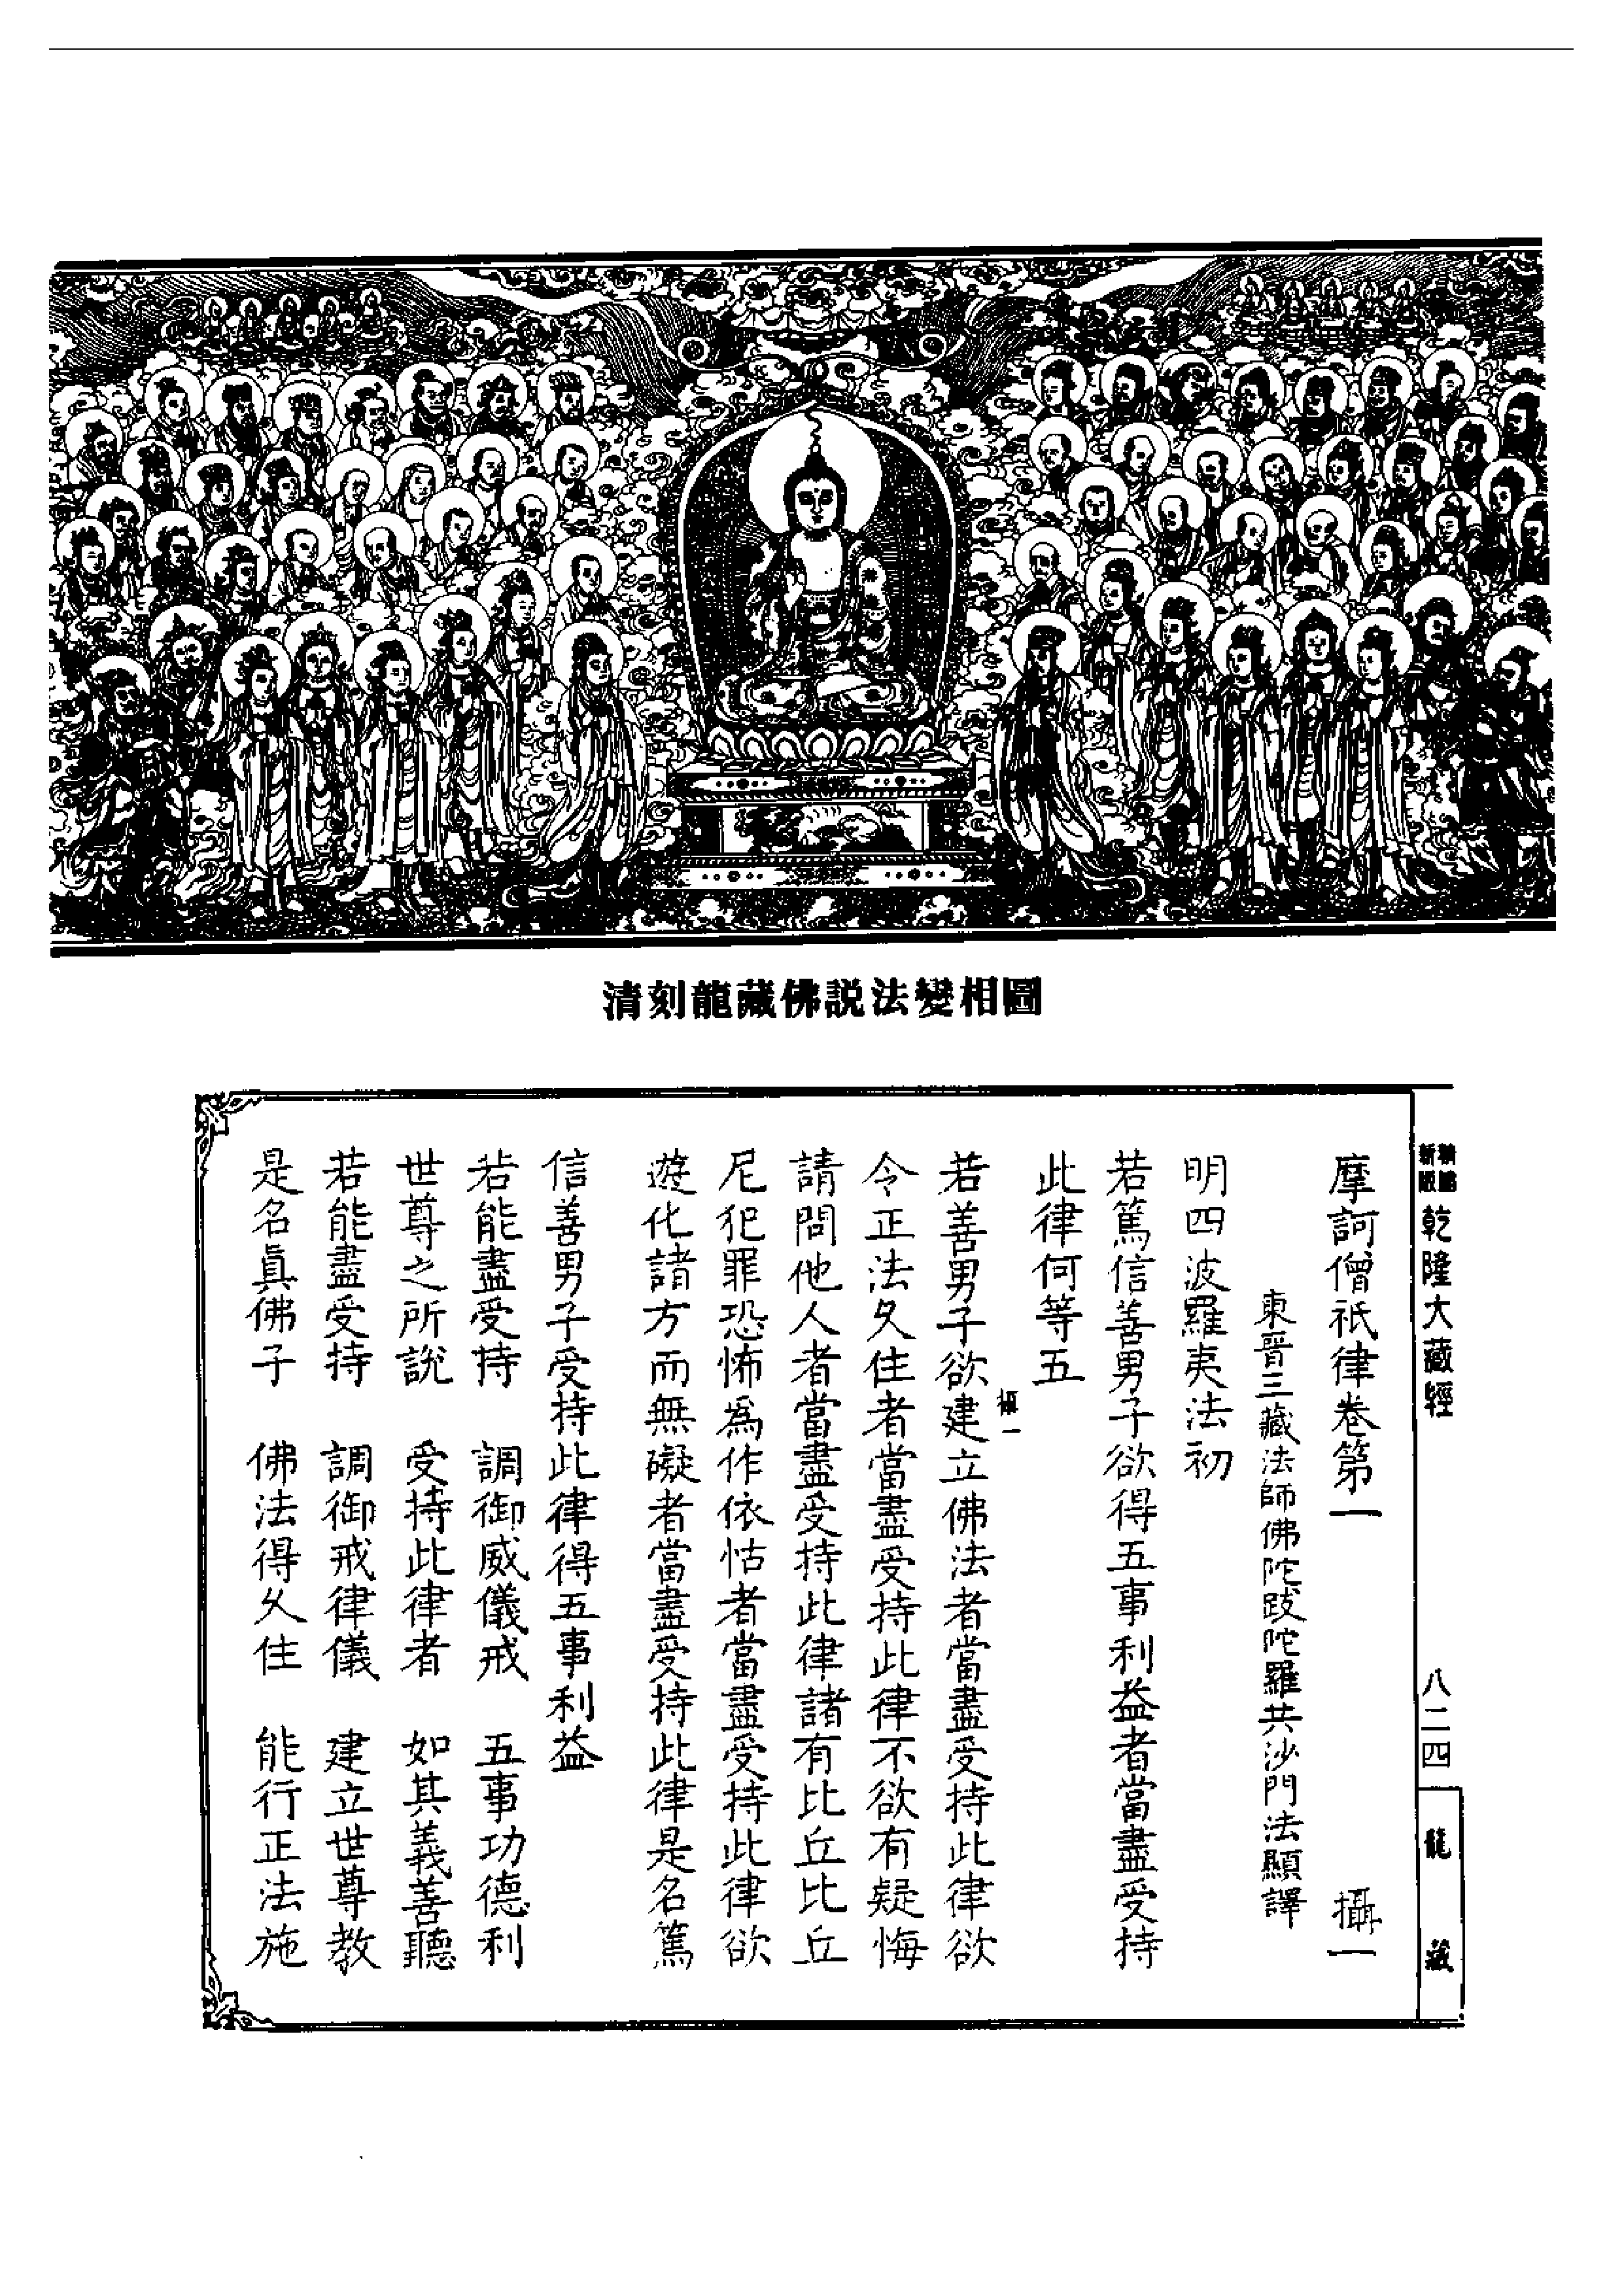 清刻龍藏佛説法變相圖
新版
乾隆大藏經
八二四
龍藏
摩訶僧祇律卷第一 攝一
東晉三藏法師佛陀跋陀羅共沙門法顯譯
明四波羅夷法初
若篤信善男子欲得五事利益者當盡受持
此律何等五
若善男子欲建立佛法者當盡受持此律欲
令正法久住者當盡受持此律不欲有疑悔
請問他人者當盡受持此律諸有比丘比丘
尼犯罪恐怖爲作依怙者當盡受持此律欲
遊化諸方而無礙者當盡受持此律是名篤
信善男子受持此律得五事利益
若能盡受持 調御威儀戒 五事功德利
世尊之所說 受持此律者 如其義善聽
若能盡受持 調御戒律儀 建立世尊教
是名眞佛子 佛法得久住 能行正法施